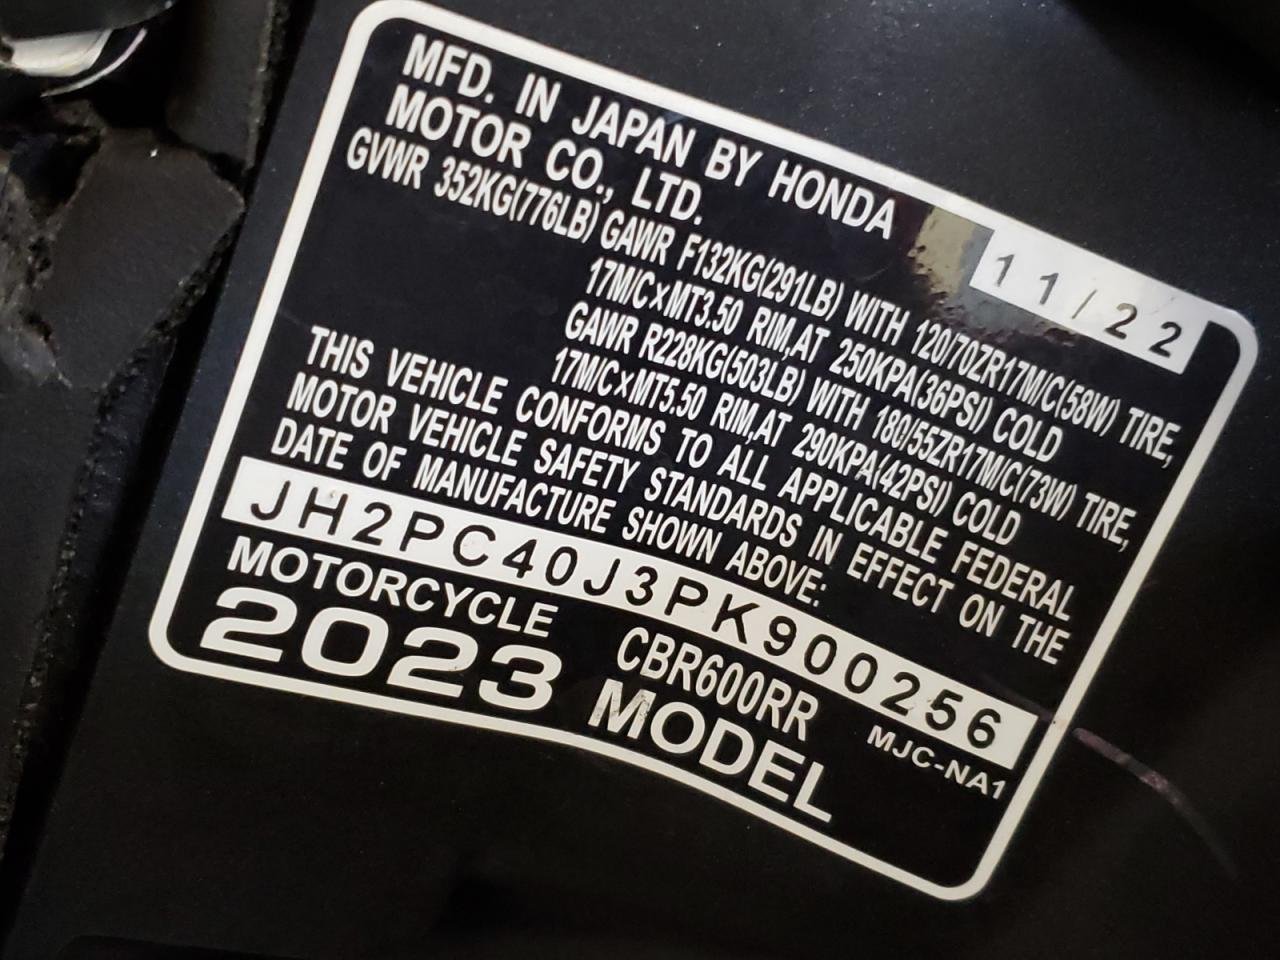 MFD. IN JAPAN BY HONDA
MOTOR CO., LTD.
11/22
GVWR 352KG(776LB) GAWR F132KG(291LB) WITH 120/70ZR17M/C(58W) TIRE,
17M/C×MT3.50 RIM,AT 250KPA(36PSI) COLD
GAWR R228KG(503LB) WITH 180/55ZR17M/C(73W) TIRE,
17M/C×MT5.50 RIM,AT 290KPA(42PSI) COLD
THIS VEHICLE CONFORMS TO ALL APPLICABLE FEDERAL
MOTOR VEHICLE SAFETY STANDARDS IN EFFECT ON THE
DATE OF MANUFACTURE SHOWN ABOVE:
JH2PC40J3PK900256
MOTORCYCLE CBR600RR MJC-NA1
2023 MODEL